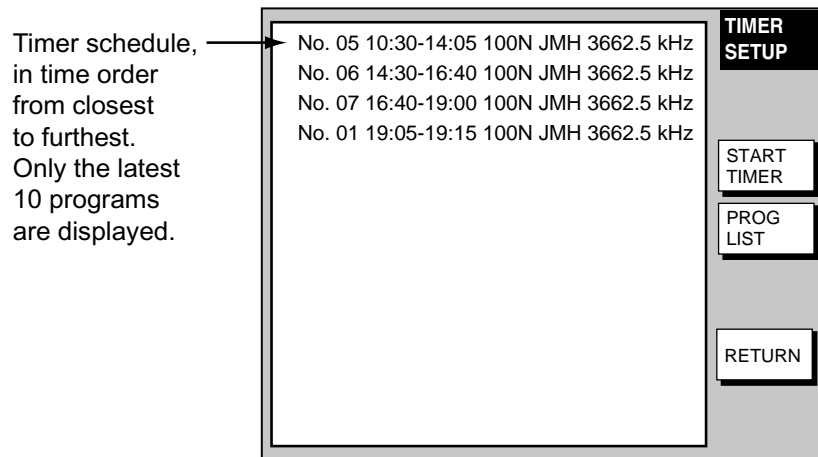 Timer schedule,
in time order
from closest
to furthest.
Only the latest
10 programs
are displayed.
No. 05 10:30-14:05 100N JMH 3662.5 kHz
No. 06 14:30-16:40 100N JMH 3662.5 kHz
No. 07 16:40-19:00 100N JMH 3662.5 kHz
No. 01 19:05-19:15 100N JMH 3662.5 kHz
TIMER
SETUP
START
TIMER
PROG
LIST
RETURN